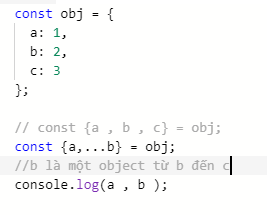 const obj = {
a: 1,
b: 2,
c: 3
};
// const {a , b , c} = obj;
const {a,...b} = obj;
//b là một object từ b đến c
console.log(a , b );